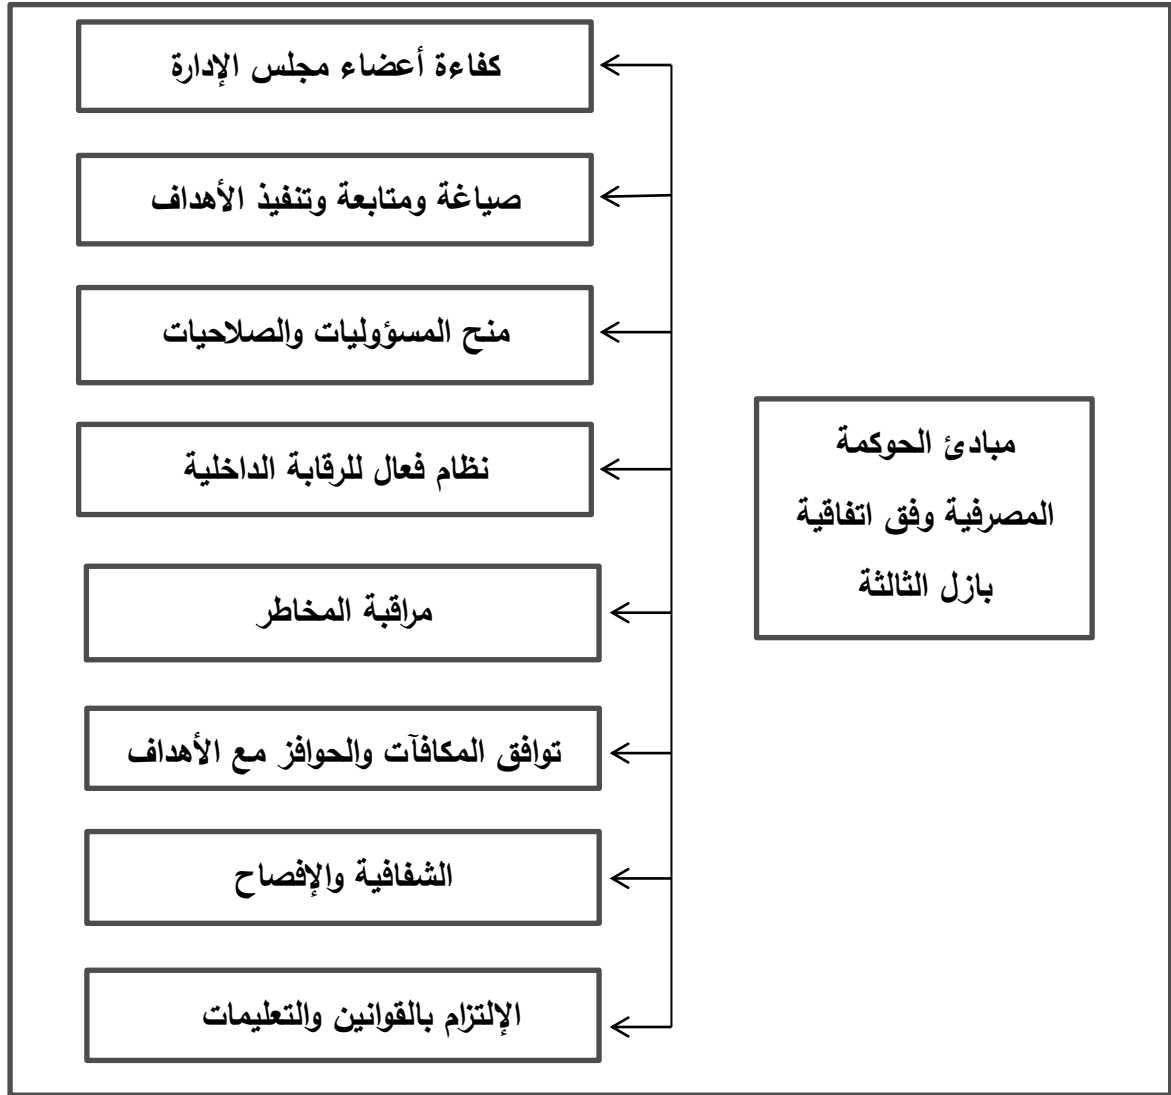 مبادئ الحوكمة
المصرفية وفق اتفاقية
بازل الثالثة
كفاءة أعضاء مجلس الإدارة
صياغة ومتابعة وتنفيذ الأهداف
منح المسؤوليات والصلاحيات
نظام فعال للرقابة الداخلية
مراقبة المخاطر
توافق المكافآت والحوافز مع الأهداف
الشفافية والإفصاح
الإلتزام بالقوانين والتعليمات